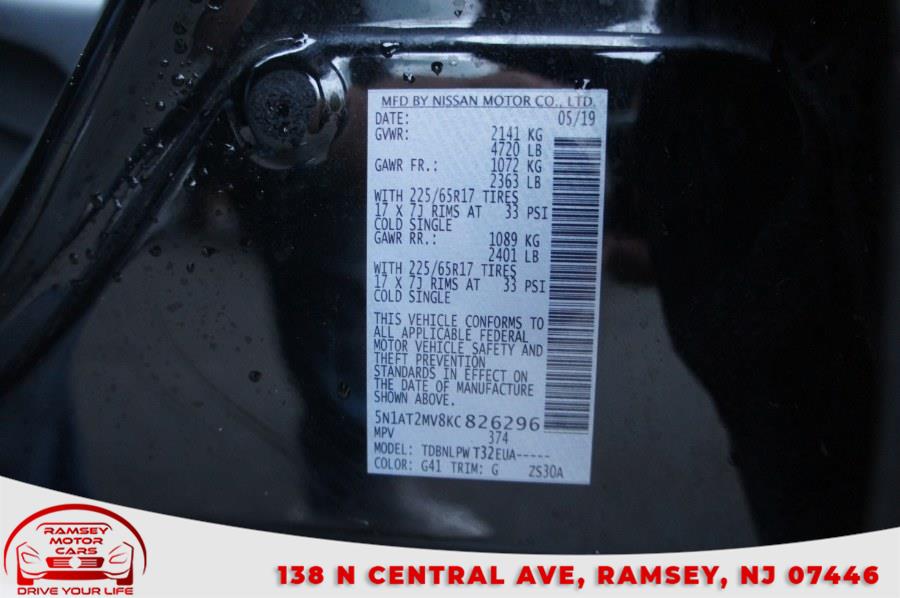 MFD BY NISSAN MOTOR CO., LTD.
DATE: 05/19
GVWR: 2141 KG
4720 LB
GAWR FR.: 1072 KG
2363 LB
WITH 225/65R17 TIRES
17 X 7J RIMS AT 33 PSI
COLD SINGLE
GAWR RR.: 1089 KG
2401 LB
WITH 225/65R17 TIRES
17 X 7J RIMS AT 33 PSI
COLD SINGLE
THIS VEHICLE CONFORMS TO
ALL APPLICABLE FEDERAL
MOTOR VEHICLE SAFETY AND
THEFT PREVENTION
STANDARDS IN EFFECT ON
THE DATE OF MANUFACTURE
SHOWN ABOVE.
5N1AT2MV8KC826296
MPV 374
MODEL: TDBNLPW T32EUA-----
COLOR: G41 TRIM: G ZS30A
RAMSEY
MOTOR
CARS
DRIVE YOUR LIFE
138 N CENTRAL AVE, RAMSEY, NJ 07446